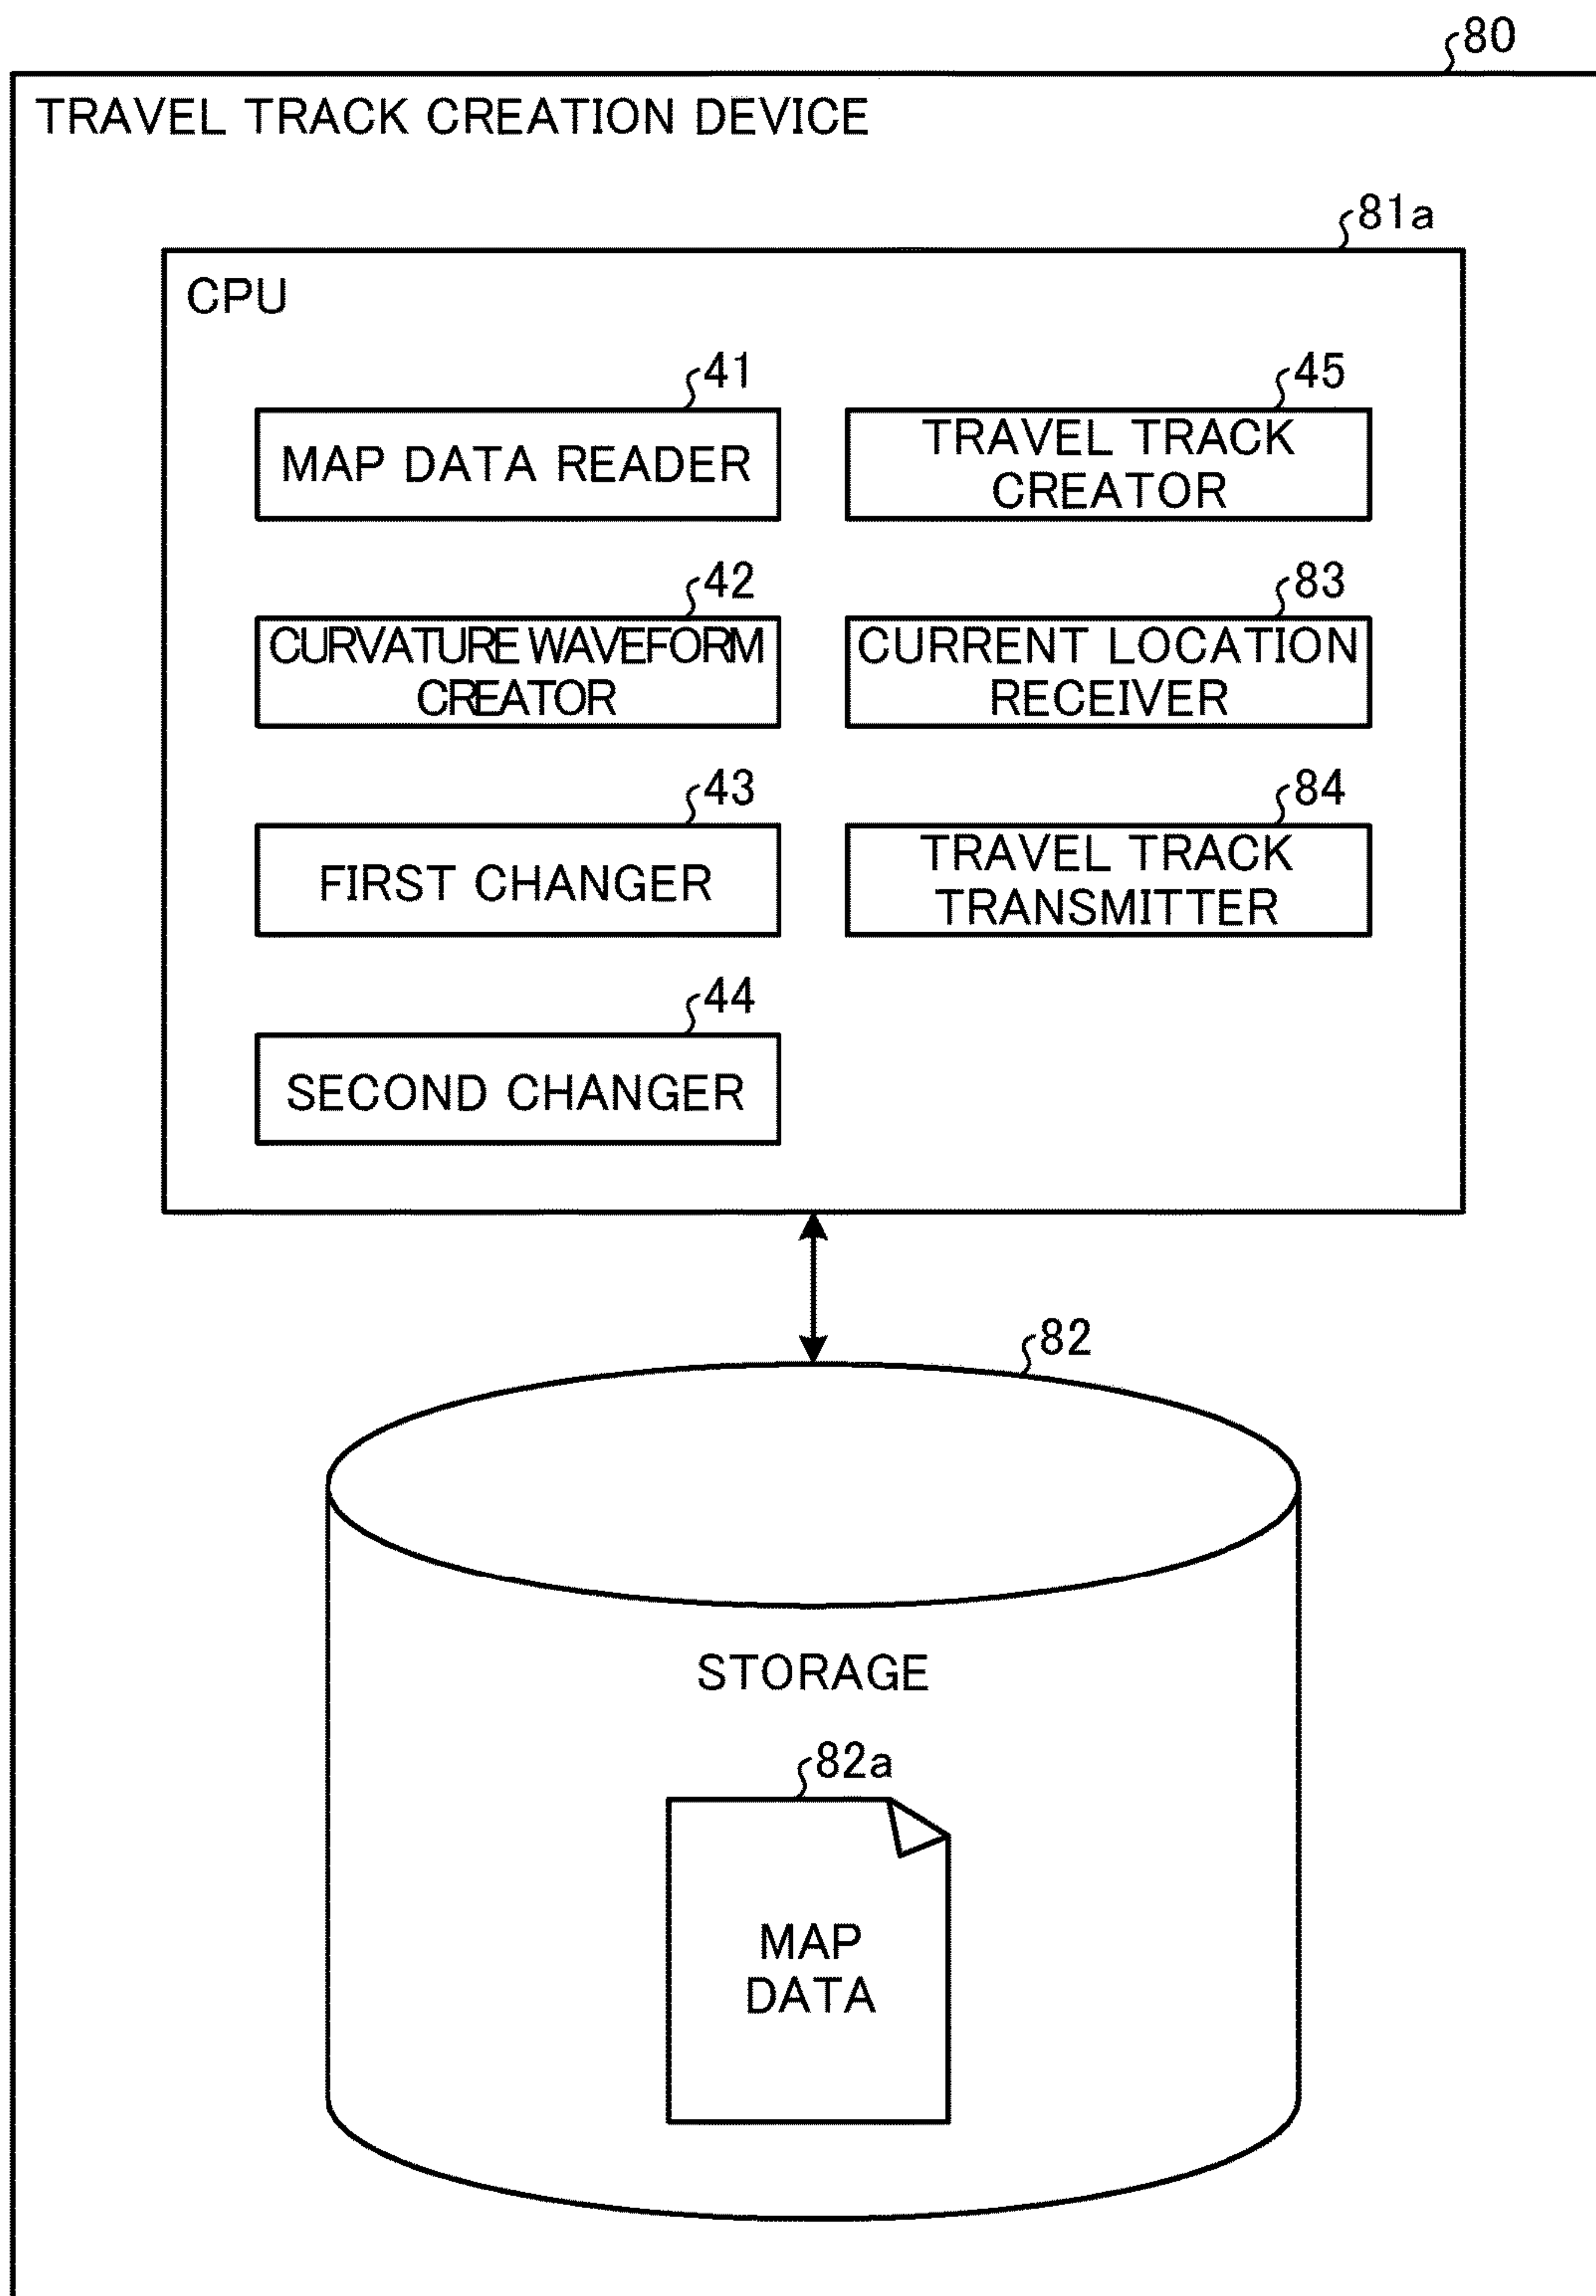 80
TRAVEL TRACK CREATION DEVICE
81a
CPU
41
MAP DATA READER
45
TRAVEL TRACK
CREATOR
42
CURVATURE WAVEFORM
CREATOR
83
CURRENT LOCATION
RECEIVER
43
FIRST CHANGER
84
TRAVEL TRACK
TRANSMITTER
44
SECOND CHANGER
82
STORAGE
82a
MAP
DATA